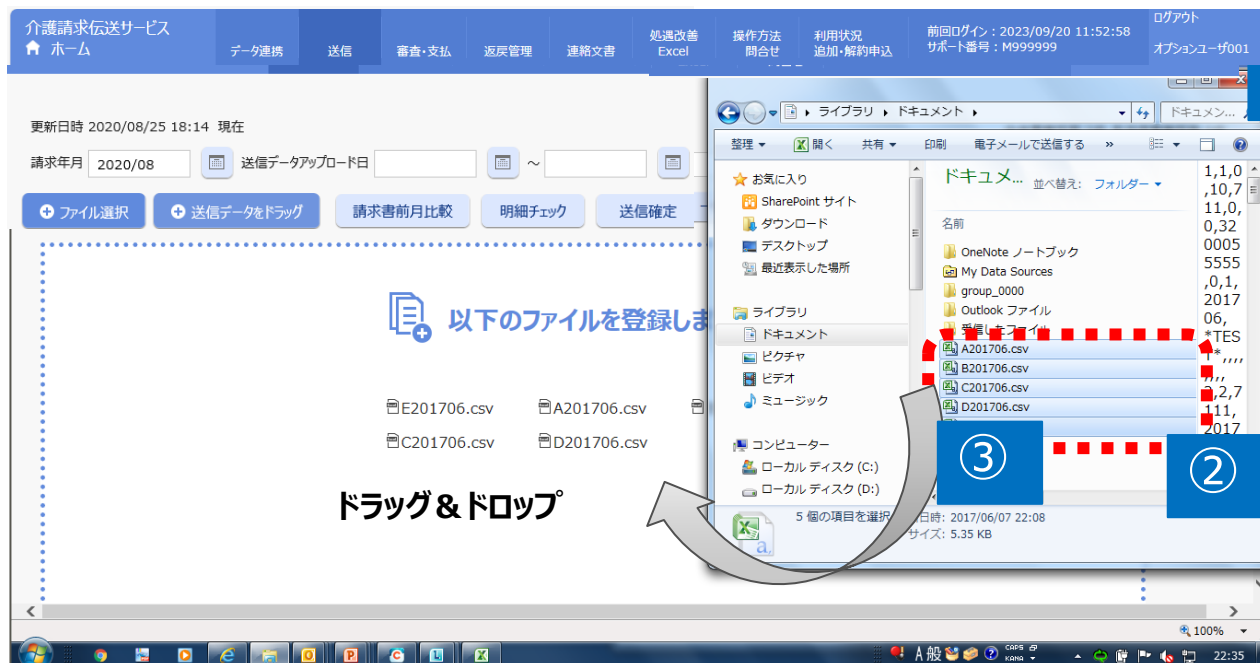 介護請求伝送サービス
ホーム
データ連携
送信
審査・支払
返戻管理
連絡文書
処遇改善
Excel
操作方法
問合せ
利用状況
追加・解約申込
前回ログイン：2023/09/20 11:52:58
サポート番号：M999999
ログアウト
オプションユーザ001
更新日時 2020/08/25 18:14 現在
請求年月 2020/08 送信データアップロード日 ～
ファイル選択
送信データをドラッグ
請求書前月比較
明細チェック
送信確定
以下のファイルを登録しま
E201706.csv
A201706.csv
C201706.csv
D201706.csv
ドラッグ＆ドロップ
ライブラリ ドキュメント
ドキュメン...
整理 開く 共有 印刷 電子メールで送信する »
お気に入り
SharePoint サイト
ダウンロード
デスクトップ
最近表示した場所
ライブラリ
ドキュメント
ピクチャ
ビデオ
ミュージック
コンピューター
ローカル ディスク (C:)
ローカル ディスク (D:)
ドキュメ... 並べ替え: フォルダー
名前
OneNote ノートブック
My Data Sources
group_0000
Outlook ファイル
受信したファイル
A201706.csv
B201706.csv
C201706.csv
D201706.csv
1,1,0
,10,7
11,0,
0,32
0005
5555
,0,1,
2017
06,
*TES
T*,,,,
,,,,
2,2,7
111,
2017
③
②
5 個の項目を選択
日時: 2017/06/07 22:08
サイズ: 5.35 KB
100%
A 般
CAPS
KANA
22:35